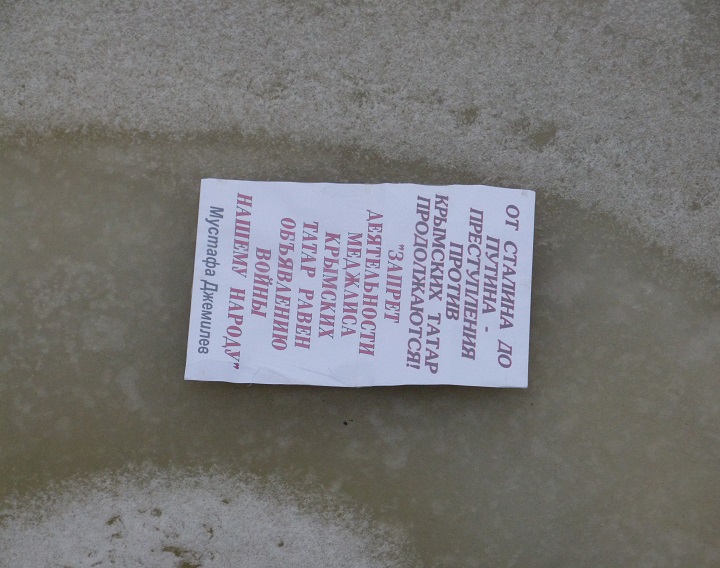 ОТ СТАЛИНА ДО
ПУТИНА -
ПРЕСТУПЛЕНИЯ
ПРОТИВ
КРЫМСКИХ ТАТАР
ПРОДОЛЖАЮТСЯ!
"ЗАПРЕТ
ДЕЯТЕЛЬНОСТИ
МЕДЖЛИСА
КРЫМСКИХ
ТАТАР РАВЕН
ОБЪЯВЛЕНИЮ
ВОЙНЫ
НАШЕМУ НАРОДУ"
Мустафа Джемилев